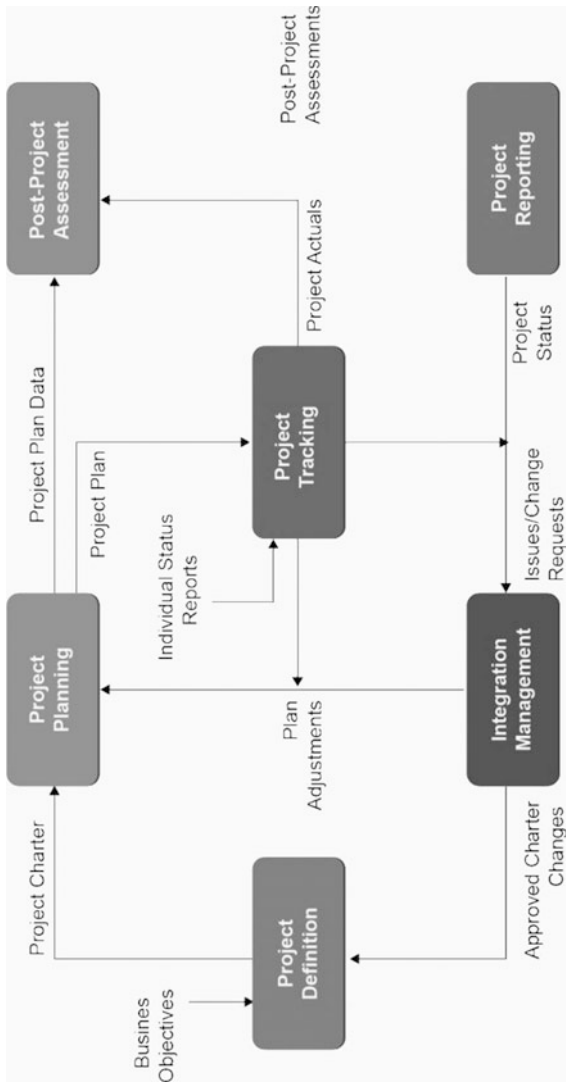 Project Charter
Project
Planning
Project Plan Data
Post-Project
Assessment
Project Plan
Busines
Objectives
Individual Status
Reports
Project
Definition
Plan
Adjustments
Project
Tracking
Project Actuals
Post-Project
Assessments
Approved Charter
Changes
Integration
Management
Issues/Change
Requests
Project
Status
Project
Reporting